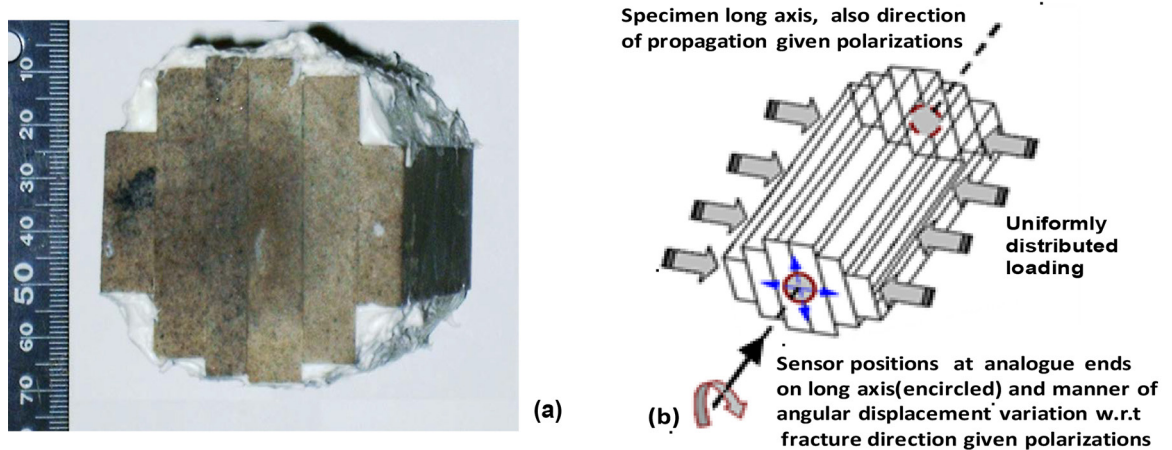 Specimen long axis, also direction
of propagation given polarizations
10
20
30
40
50
60
70
Uniformly
distributed
loading
(a)
(b)
Sensor positions at analogue ends
on long axis(encircled) and manner of
angular displacement variation w.r.t
fracture direction given polarizations